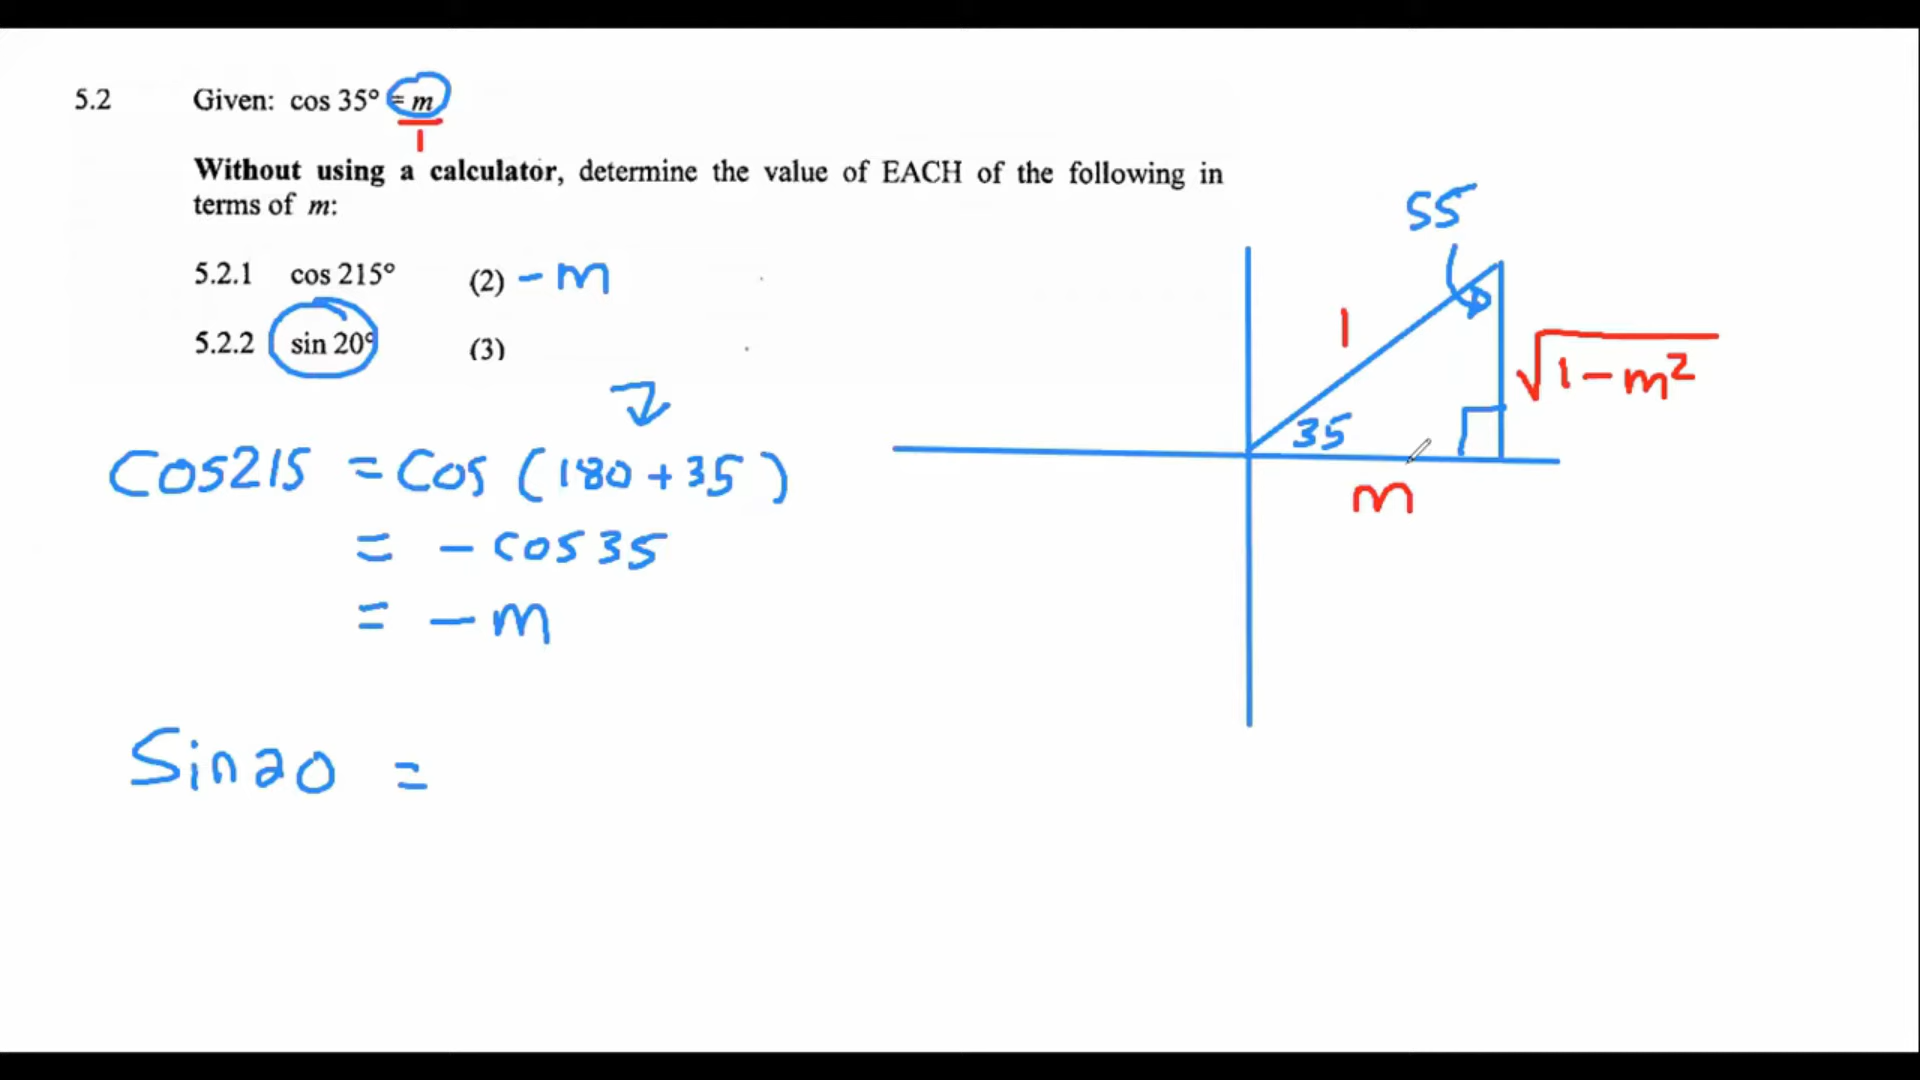 5.2 Given: cos 35° = m
1
Without using a calculator, determine the value of EACH of the following in
terms of m:
5.2.1 cos 215° (2) - m
5.2.2 sin 20° (3)
Cos215 = Cos (180 + 35)
= - cos 35
= - m
Sin 20 =
55
1
√1 - m²
35
m